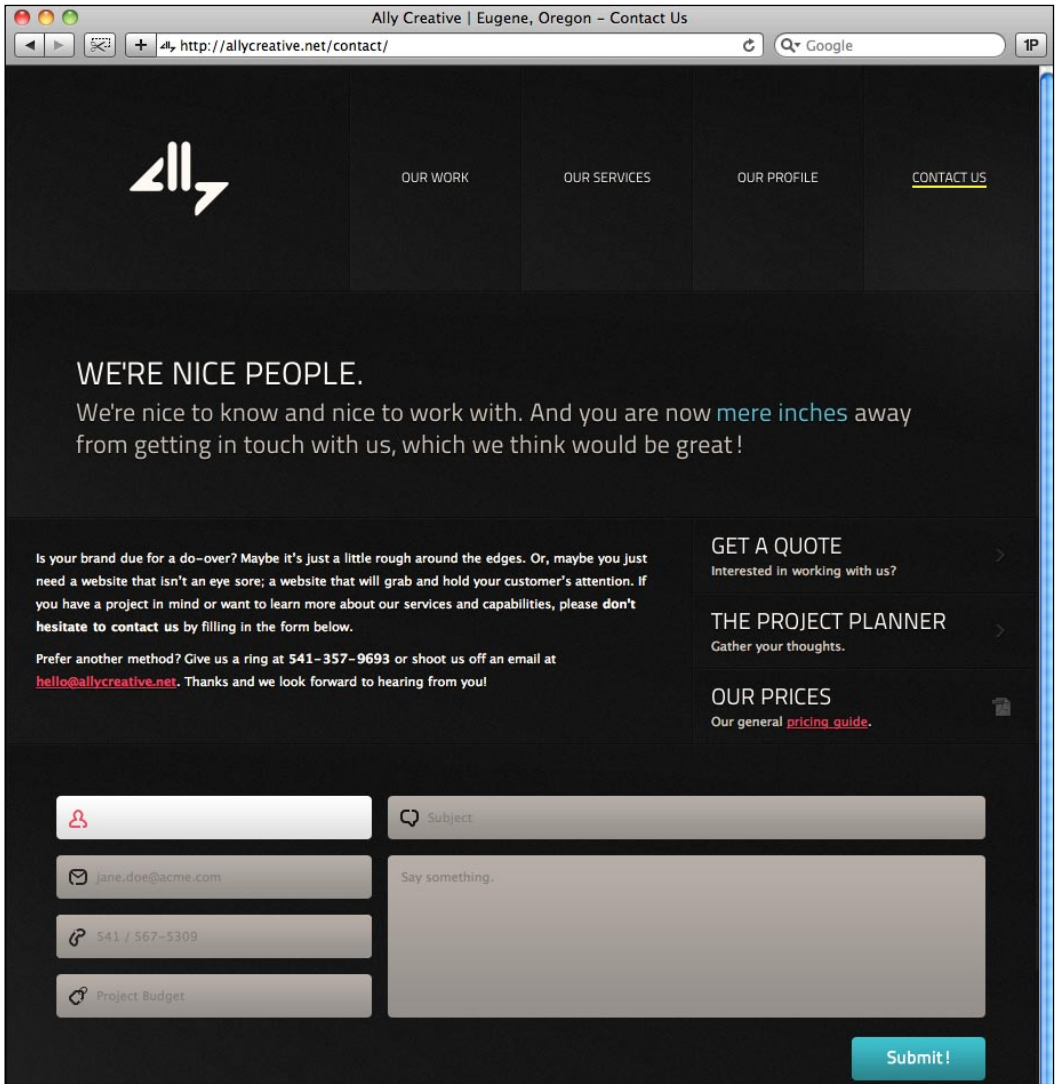 Ally Creative | Eugene, Oregon – Contact Us
http://allycreative.net/contact/
Google
1P
ally
OUR WORK
OUR SERVICES
OUR PROFILE
CONTACT US
WE'RE NICE PEOPLE.
We're nice to know and nice to work with. And you are now mere inches away
from getting in touch with us, which we think would be great!
Is your brand due for a do-over? Maybe it's just a little rough around the edges. Or, maybe you just
need a website that isn't an eye sore; a website that will grab and hold your customer's attention. If
you have a project in mind or want to learn more about our services and capabilities, please don't
hesitate to contact us by filling in the form below.
Prefer another method? Give us a ring at 541-357-9693 or shoot us off an email at
hello@allycreative.net. Thanks and we look forward to hearing from you!
GET A QUOTE
Interested in working with us?
THE PROJECT PLANNER
Gather your thoughts.
OUR PRICES
Our general pricing guide.
Subject
jane.doe@acme.com
Say something.
541 / 567-5309
Project Budget
Submit!